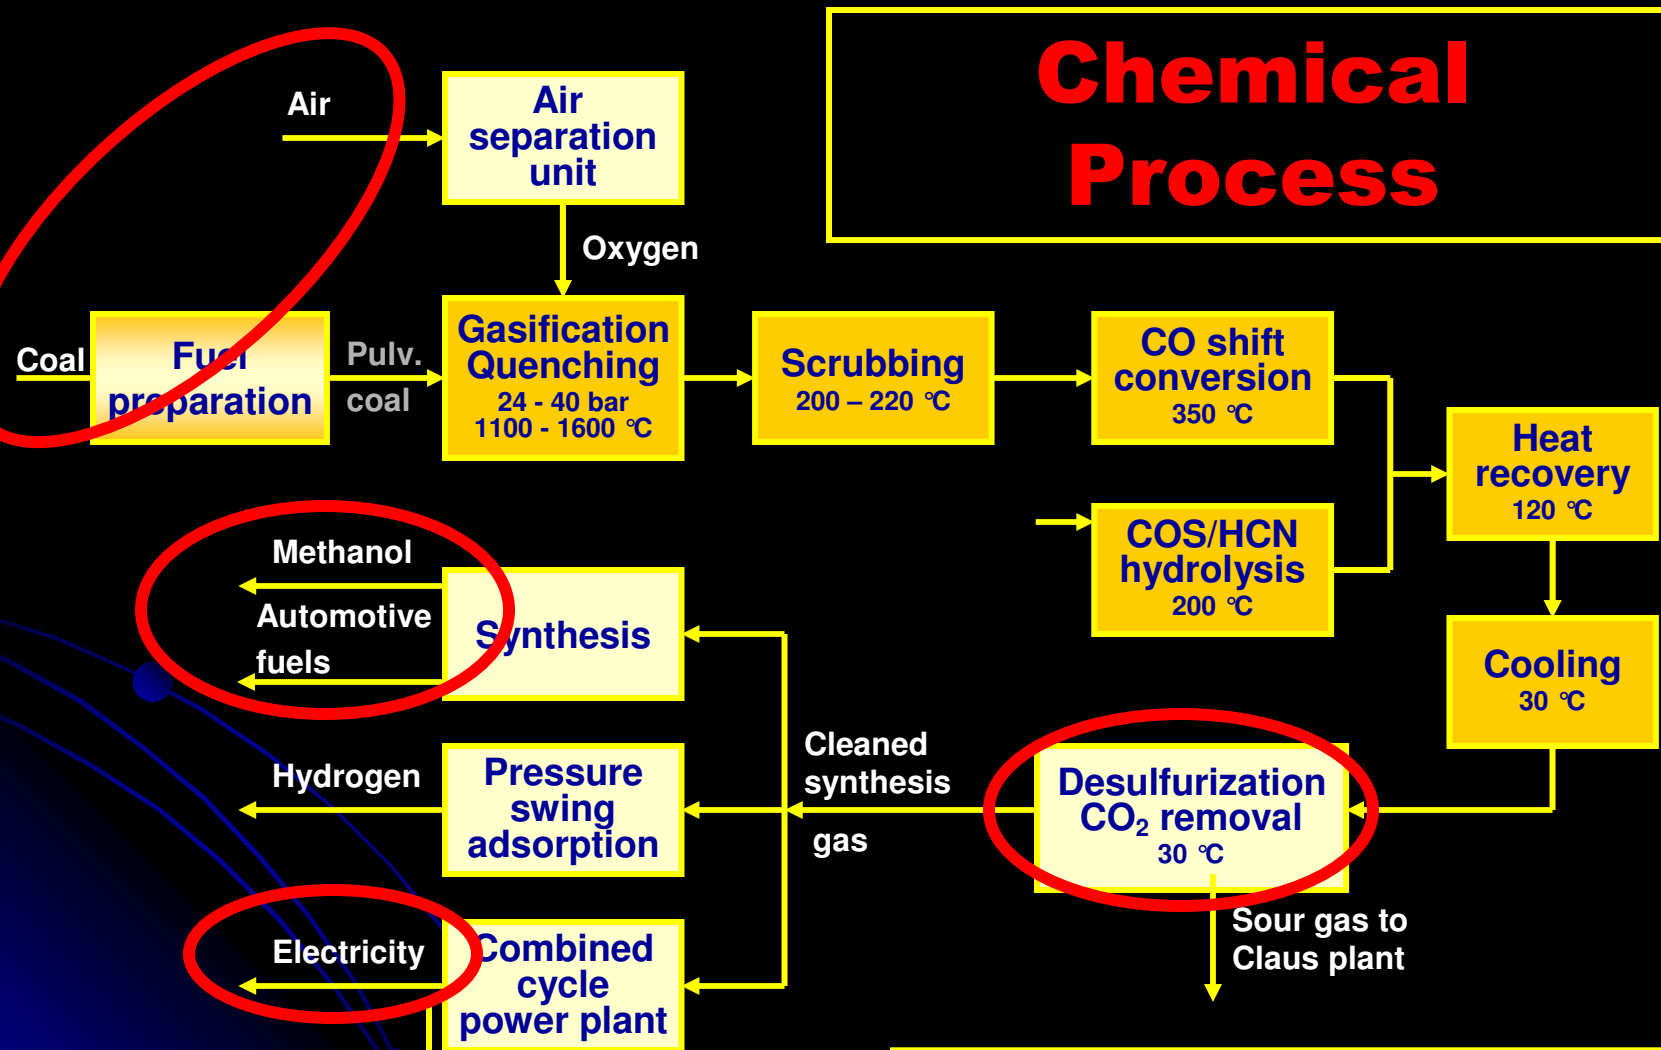 Chemical
Process
Air
Air
separation
unit
Oxygen
Coal
Fuel
preparation
Pulv.
coal
Gasification
Quenching
24 - 40 bar
1100 - 1600 °C
Scrubbing
200 – 220 °C
CO shift
conversion
350 °C
Heat
recovery
120 °C
COS/HCN
hydrolysis
200 °C
Cooling
30 °C
Methanol
Automotive
fuels
Synthesis
Cleaned
synthesis
gas
Desulfurization
CO₂ removal
30 °C
Hydrogen
Pressure
swing
adsorption
Sour gas to
Claus plant
Electricity
Combined
cycle
power plant